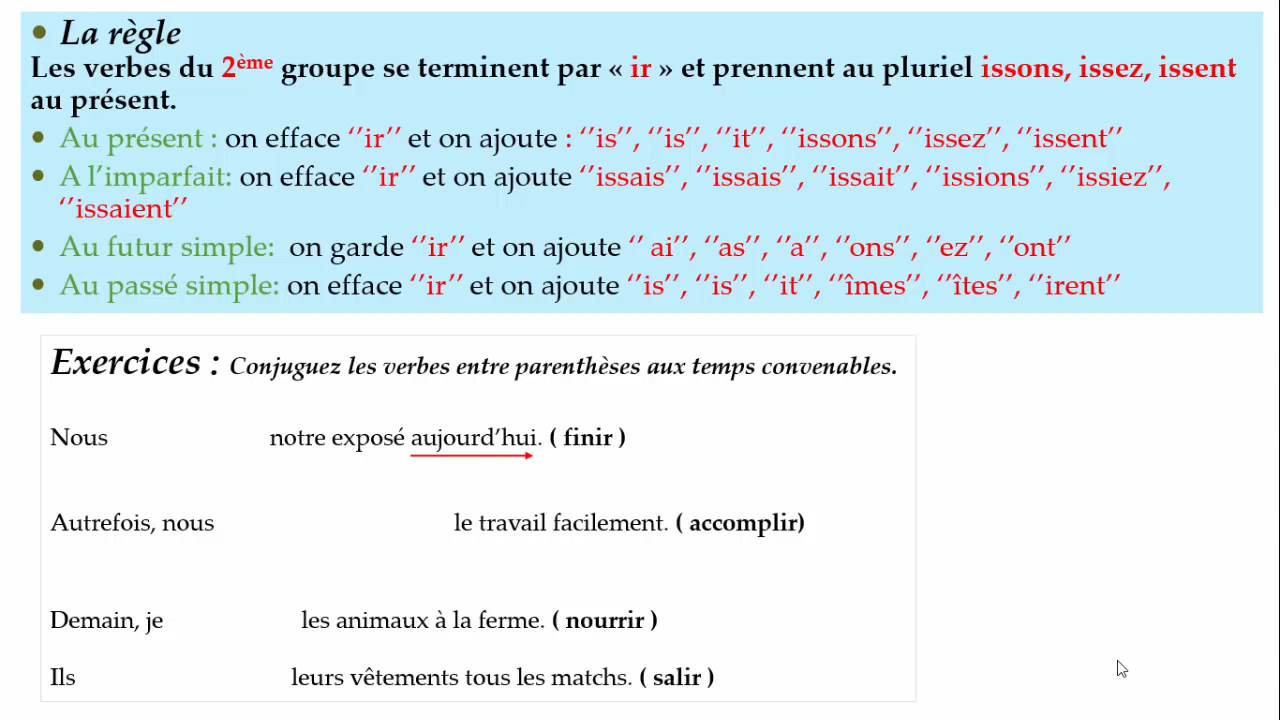 • La règle
Les verbes du 2ème groupe se terminent par « ir » et prennent au pluriel issons, issez, issent
au présent.
• Au présent : on efface ‘’ir’’ et on ajoute : ‘’is’’, ‘’is’’, ‘’it’’, ‘’issons’’, ‘’issez’’, ‘’issent’’
• A l’imparfait: on efface ‘’ir’’ et on ajoute ‘’issais’’, ‘’issais’’, ‘’issait’’, ‘’issions’’, ‘’issiez’’,
‘’issaient’’
• Au futur simple: on garde ‘’ir’’ et on ajoute ‘’ ai’’, ‘’as’’, ‘’a’’, ‘’ons’’, ‘’ez’’, ‘’ont’’
• Au passé simple: on efface ‘’ir’’ et on ajoute ‘’is’’, ‘’is’’, ‘’it’’, ‘’îmes’’, ‘’îtes’’, ‘’irent’’
Exercices : Conjuguez les verbes entre parenthèses aux temps convenables.
Nous notre exposé aujourd’hui. ( finir )
Autrefois, nous le travail facilement. ( accomplir)
Demain, je les animaux à la ferme. ( nourrir )
Ils leurs vêtements tous les matchs. ( salir )